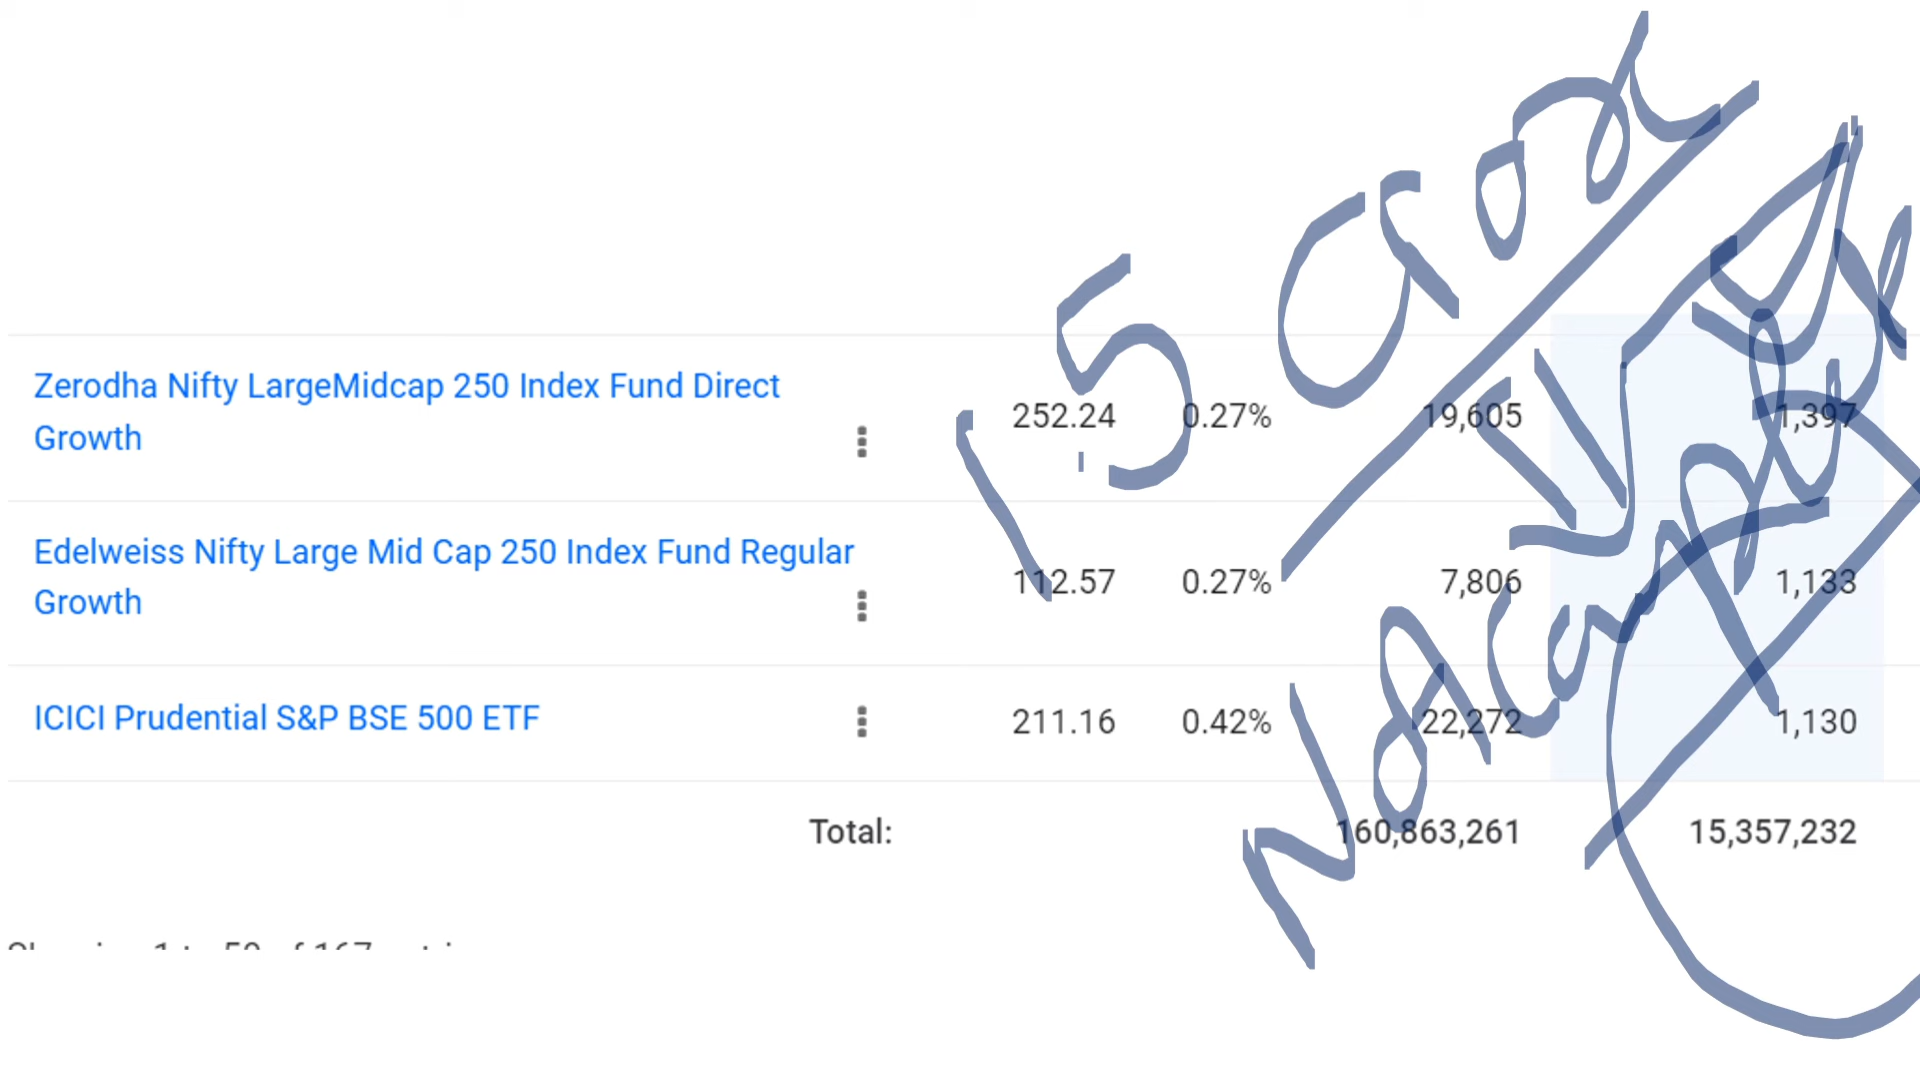 1.5 Crore
Zerodha Nifty LargeMidcap 250 Index Fund Direct Growth 252.24 0.27% 19,605 1,397
Edelweiss Nifty Large Mid Cap 250 Index Fund Regular Growth 112.57 0.27% 7,806 1,133
ICICI Prudential S&P BSE 500 ETF 211.16 0.42% 22,272 1,130
Total: 160,863,261 15,357,232